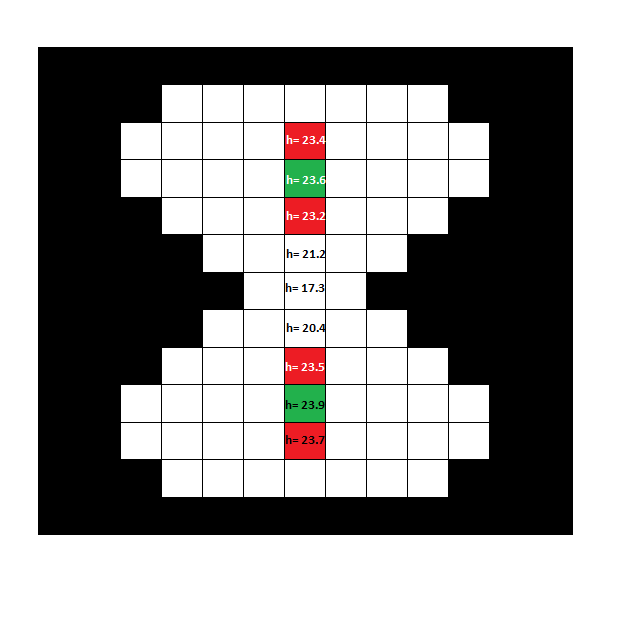 h= 23.4
h= 23.6
h= 23.2
h= 21.2
h= 17.3
h= 20.4
h= 23.5
h= 23.9
h= 23.7